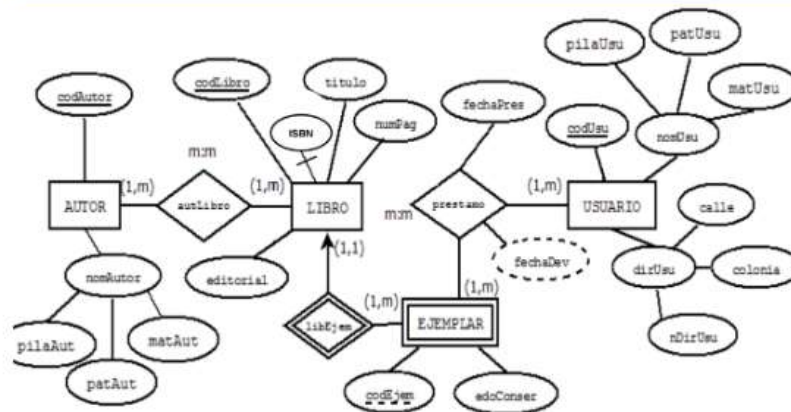 pilaUsu
patUsu
matUsu
codLibro
titulo
codAutor
fechaPres
ISBN
numPag
codUsu
nomUsu
m:m
(1,m)
(1,m)
(1,m)
AUTOR
autlibro
LIBRO
m:m
prestamo
USUARIO
calle
(1,1)
fechaDev
dirUsu
colonia
nomAutor
editorial
(1,m)
(1,m)
libEjem
EJEMPLAR
pilaAut
matAut
nDirUsu
patAut
codEjem
edoConser